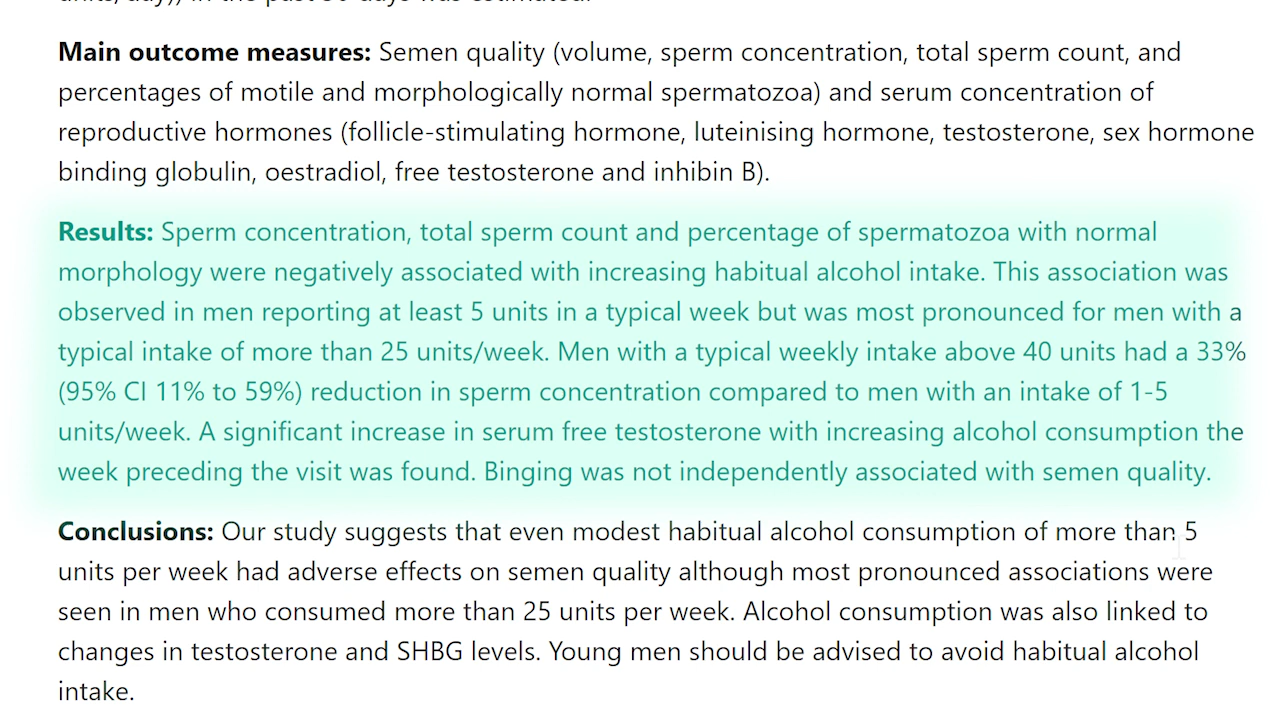 Main outcome measures: Semen quality (volume, sperm concentration, total sperm count, and
percentages of motile and morphologically normal spermatozoa) and serum concentration of
reproductive hormones (follicle-stimulating hormone, luteinising hormone, testosterone, sex hormone
binding globulin, oestradiol, free testosterone and inhibin B).
Results: Sperm concentration, total sperm count and percentage of spermatozoa with normal
morphology were negatively associated with increasing habitual alcohol intake. This association was
observed in men reporting at least 5 units in a typical week but was most pronounced for men with a
typical intake of more than 25 units/week. Men with a typical weekly intake above 40 units had a 33%
(95% CI 11% to 59%) reduction in sperm concentration compared to men with an intake of 1-5
units/week. A significant increase in serum free testosterone with increasing alcohol consumption the
week preceding the visit was found. Binging was not independently associated with semen quality.
Conclusions: Our study suggests that even modest habitual alcohol consumption of more than 5
units per week had adverse effects on semen quality although most pronounced associations were
seen in men who consumed more than 25 units per week. Alcohol consumption was also linked to
changes in testosterone and SHBG levels. Young men should be advised to avoid habitual alcohol
intake.